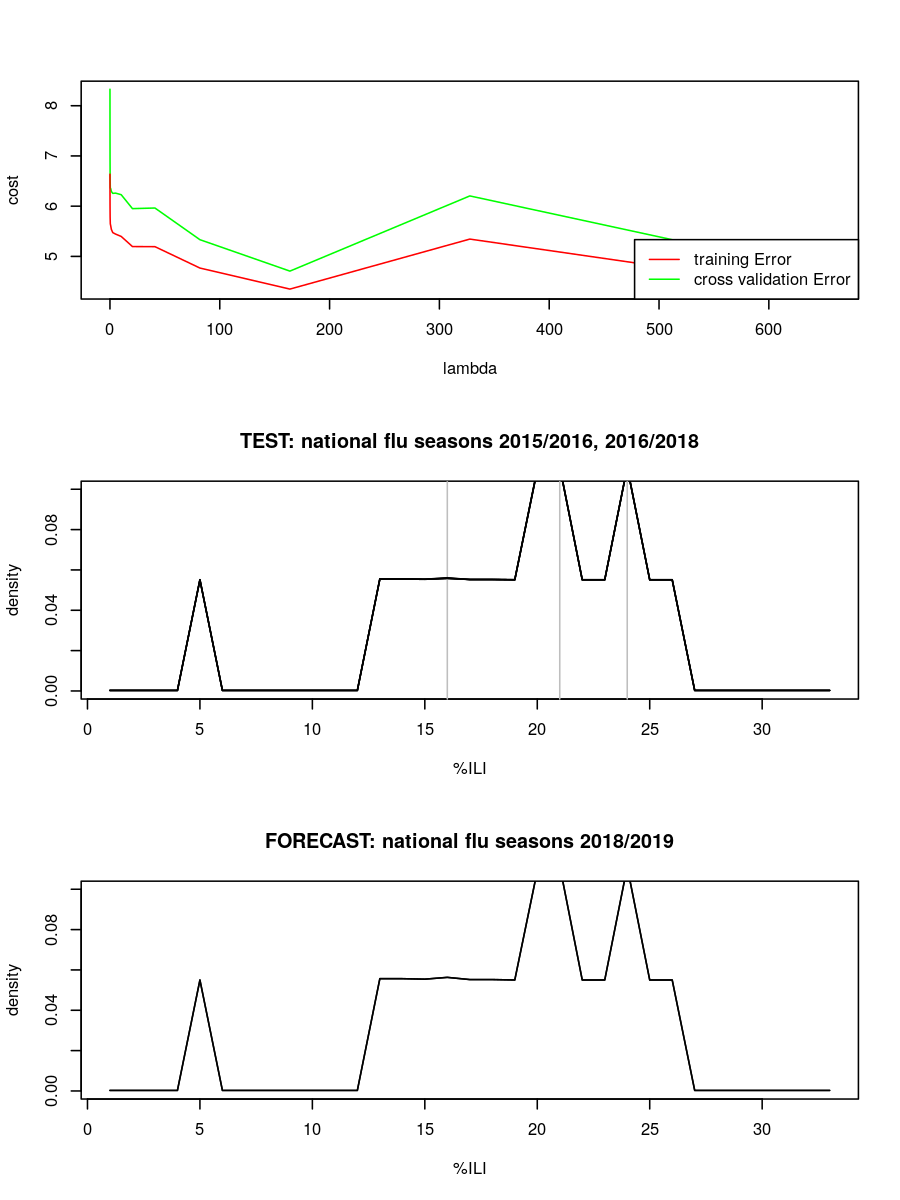 cost
8
7
6
5
training Error
cross validation Error
0 100 200 300 400 500 600
lambda
TEST: national flu seasons 2015/2016, 2016/2018
density
0.08
0.04
0.00
0 5 10 15 20 25 30
%ILI
FORECAST: national flu seasons 2018/2019
density
0.08
0.04
0.00
0 5 10 15 20 25 30
%ILI